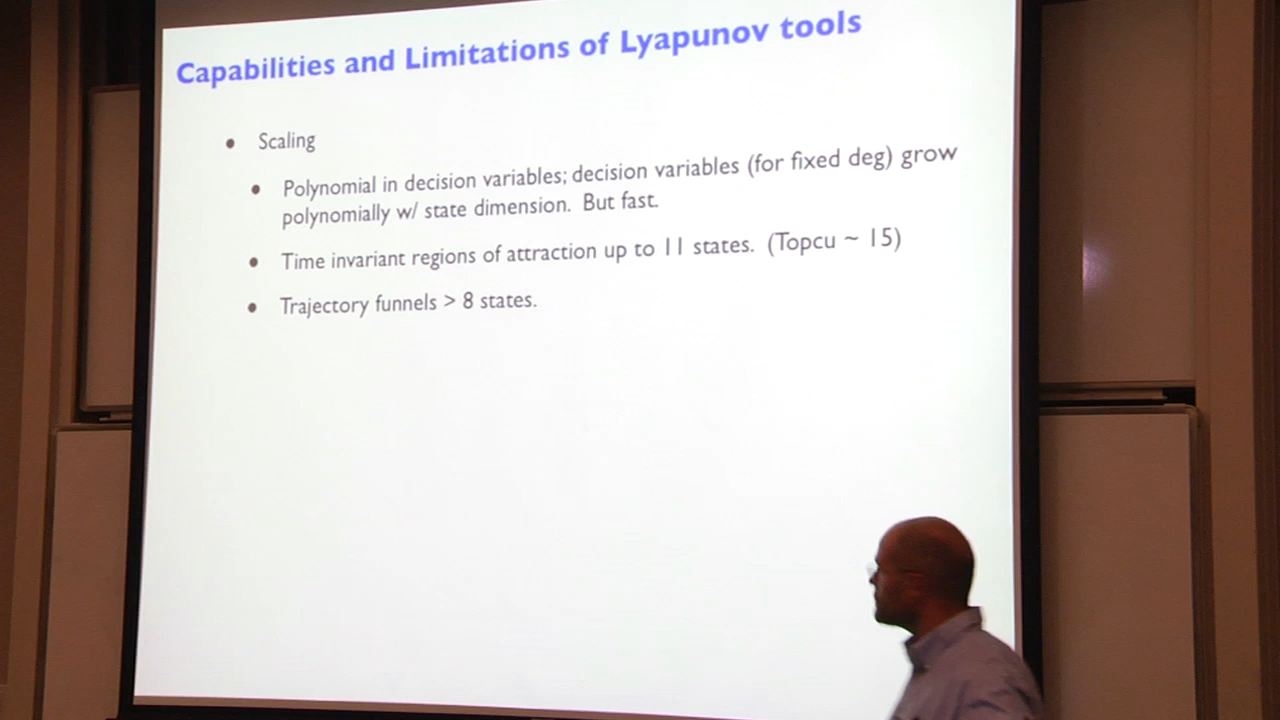 Capabilities and Limitations of Lyapunov tools
• Scaling
• Polynomial in decision variables; decision variables (for fixed deg) grow
polynomially w/ state dimension. But fast.
• Time invariant regions of attraction up to 11 states. (Topcu ~ 15)
• Trajectory funnels > 8 states.